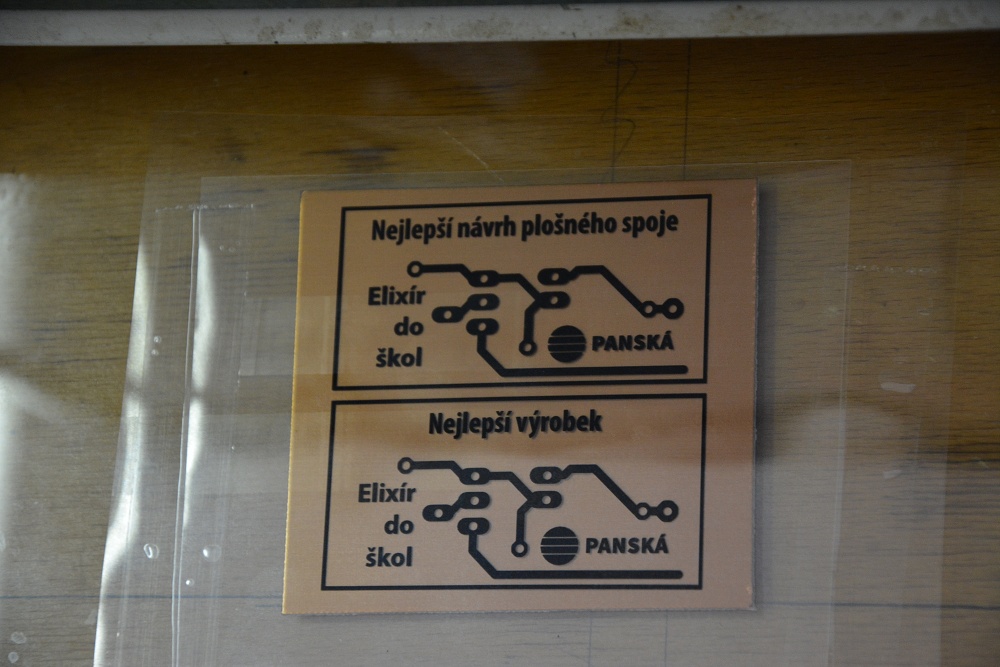 Nejlepší návrh plošného spoje
Elixír
do
škol
PANSKÁ
Nejlepší výrobek
Elixír
do
škol
PANSKÁ